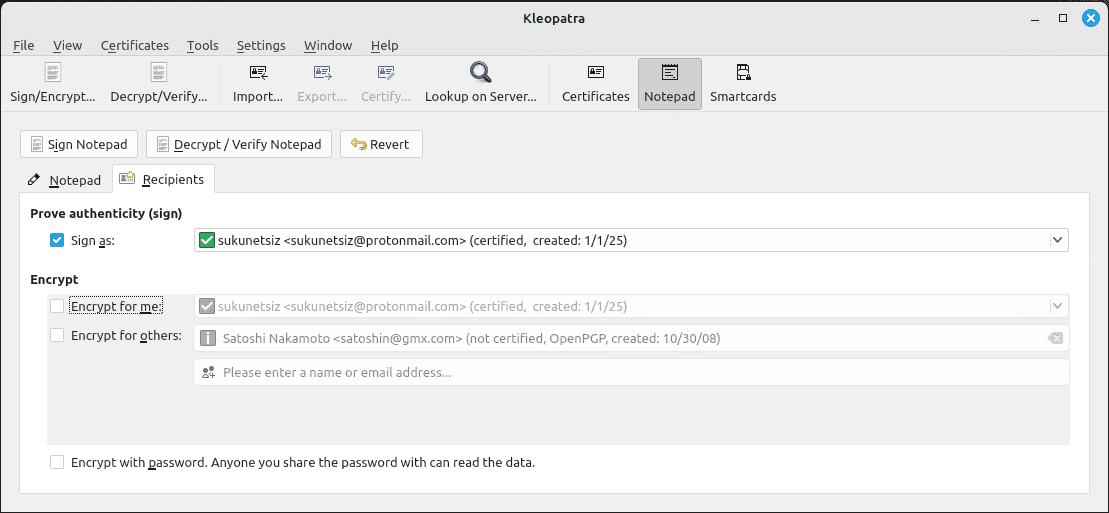 Kleopatra
File View Certificates Tools Settings Window Help
Sign/Encrypt... Decrypt/Verify... Import... Export... Certify... Lookup on Server... Certificates Notepad Smartcards
Sign Notepad Decrypt / Verify Notepad Revert
Notepad Recipients
Prove authenticity (sign)
Sign as: sukunetsiz <sukunetsiz@protonmail.com> (certified, created: 1/1/25)
Encrypt
Encrypt for me: sukunetsiz <sukunetsiz@protonmail.com> (certified, created: 1/1/25)
Encrypt for others: Satoshi Nakamoto <satoshin@gmx.com> (not certified, OpenPGP, created: 10/30/08)
Please enter a name or email address...
Encrypt with password. Anyone you share the password with can read the data.